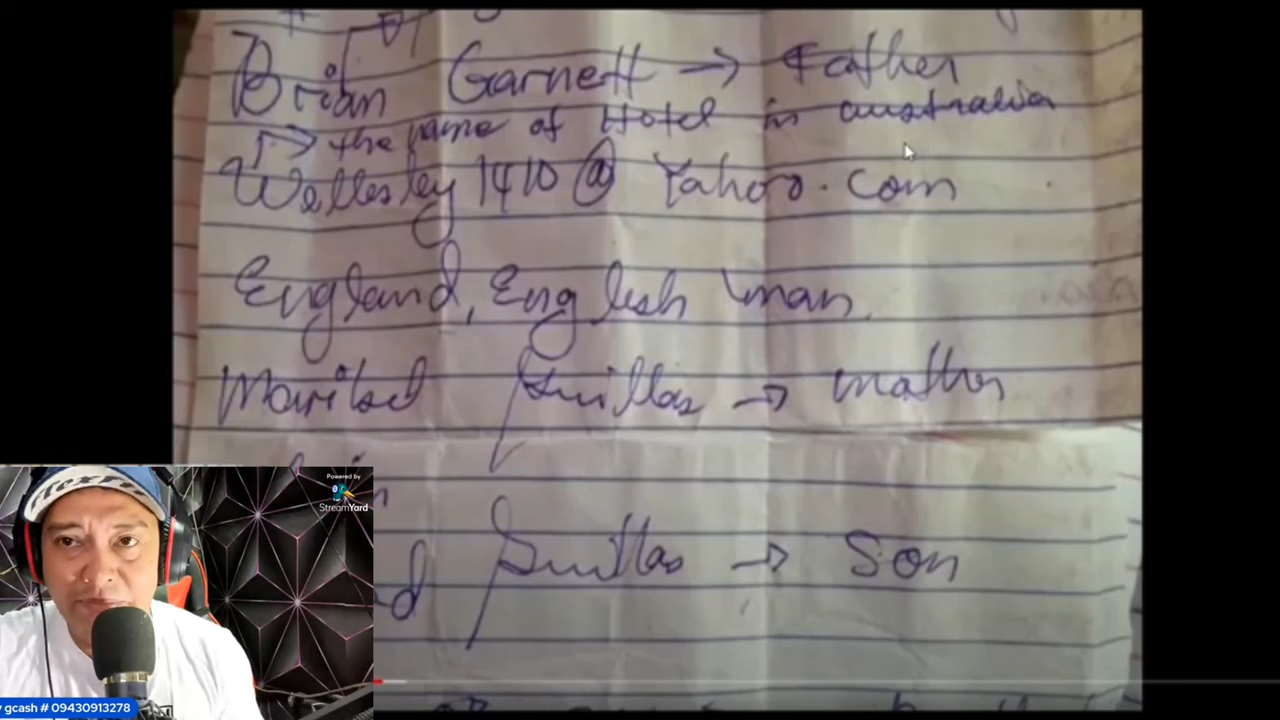 Brian Garnett → Father
→ the name of Hotel in australia
Wellesley1410@Yahoo.com
England, English man.
Maribel → mother
→ Son
Powered by
StreamYard
y gcash # 09430913278